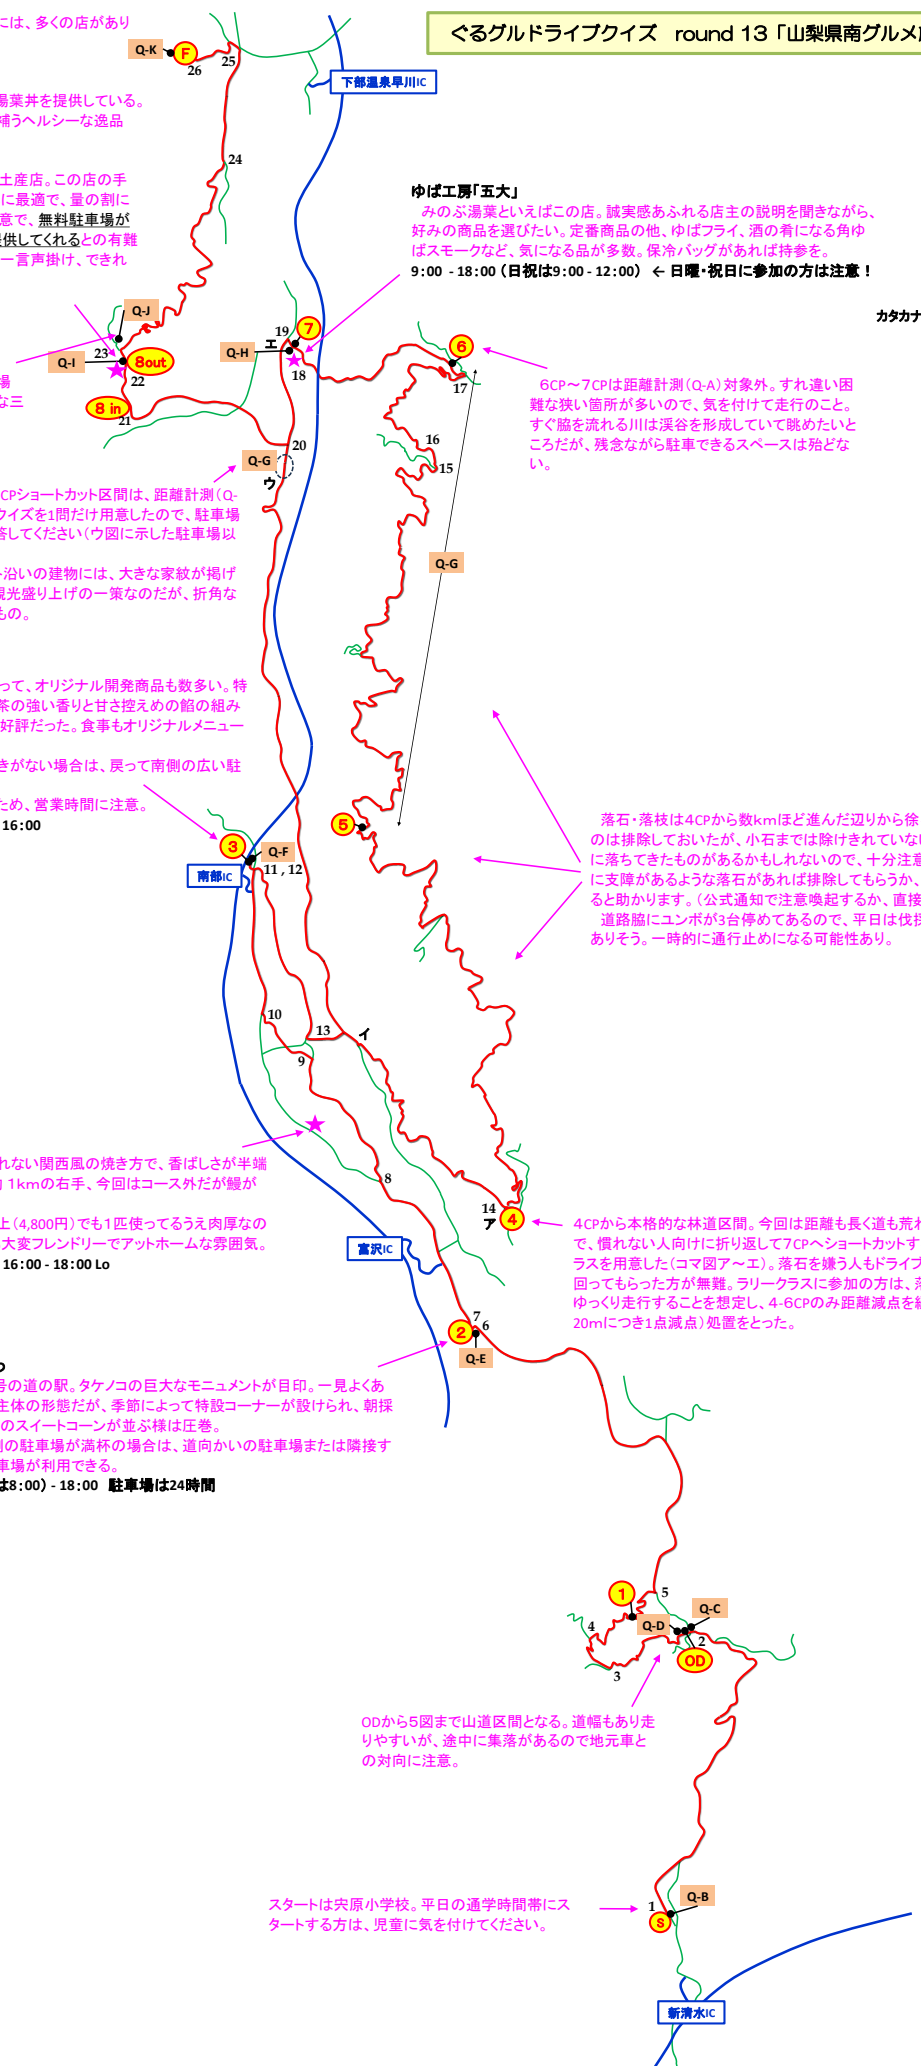 ぐるグルドライブクイズ　round 13 「山梨県南グルメ
には、多くの店があり
Q-K
F
26
25
下部温泉早川IC
湯葉丼を提供している。
補うヘルシーな逸品
24
土産店。この店の手
に最適で、量の割に
意で、無料駐車場が
提供してくれるとの有難
一言声掛け、できれ
ゆば工房「五大」
みのぶ湯葉といえばこの店。誠実感あふれる店主の説明を聞きながら、
好みの商品を選びたい。定番商品の他、ゆばフライ、酒の肴になる角ゆ
ばスモークなど、気になる品が多数。保冷バッグがあれば持参を。
9:00 - 18:00 (日祝は9:00 - 12:00)　← 日曜・祝日に参加の方は注意！
カタカナ
Q-J
Q-I
23
8out
22
8 in
21
場
な三
19
エ
7
Q-H
18
6
17
6CP～7CPは距離計測（Q-A）対象外。すれ違い困
難な狭い箇所が多いので、気を付けて走行のこと。
すぐ脇を流れる川は渓谷を形成していて眺めたいと
ころだが、残念ながら駐車できるスペースは殆どな
い。
16
15
20
Q-G
ウ
CPショートカット区間は、距離計測（Q-
クイズを1問だけ用意したので、駐車場
答してください（ウ図に示した駐車場以
沿いの建物には、大きな家紋が掲げ
観光盛り上げの一策なのだが、折角な
もの。
Q-G
って、オリジナル開発商品も数多い。特
茶の強い香りと甘さ控えめの餡の組み
好評だった。食事もオリジナルメニュー
きがない場合は、戻って南側の広い駐
ため、営業時間に注意。
16:00
5
3
Q-F
11 , 12
南部IC
落石・落枝は4CPから数kmほど進んだ辺りから徐
のは排除しておいたが、小石までは除けきれていな
に落ちてきたものがあるかもしれないので、十分注意
に支障があるような落石があれば排除してもらうか、
ると助かります。（公式通知で注意喚起するか、直接
道路脇にユンボが3台停めてあるので、平日は伐採
ありそう。一時的に通行止めになる可能性あり。
10
13
イ
9
れない関西風の焼き方で、香ばしさが半端
1kmの右手、今回はコース外だが鰻が
上（4,800円）でも1匹使ってるうえ肉厚なの
大変フレンドリーでアットホームな雰囲気。
16:00 - 18:00 Lo
8
14
ア
4
4CPから本格的な林道区間。今回は距離も長く道も荒れ
で、慣れない人向けに折り返して7CPへショートカットす
ラスを用意した（コマ図ア～エ）。落石を嫌う人もドライブ
回ってもらった方が無難。ラリークラスに参加の方は、落
ゆっくり走行することを想定し、4-6CPのみ距離減点を
20mにつき1点減点）処置をとった。
富沢IC
7
2
6
Q-E
号の道の駅。タケノコの巨大なモニュメントが目印。一見よくあ
主体の形態だが、季節によって特設コーナーが設けられ、朝採
のスイートコーンが並ぶ様は圧巻。
側の駐車場が満杯の場合は、道向かいの駐車場または隣接す
車場が利用できる。
は8:00) - 18:00　駐車場は24時間
1
5
Q-D
Q-C
4
2
OD
3
ODから5図まで山道区間となる。道幅もあり走
りやすいが、途中に集落があるので地元車と
の対向に注意。
スタートは宍原小学校。平日の通学時間帯にス
タートする方は、児童に気を付けてください。
1
Q-B
S
新清水IC